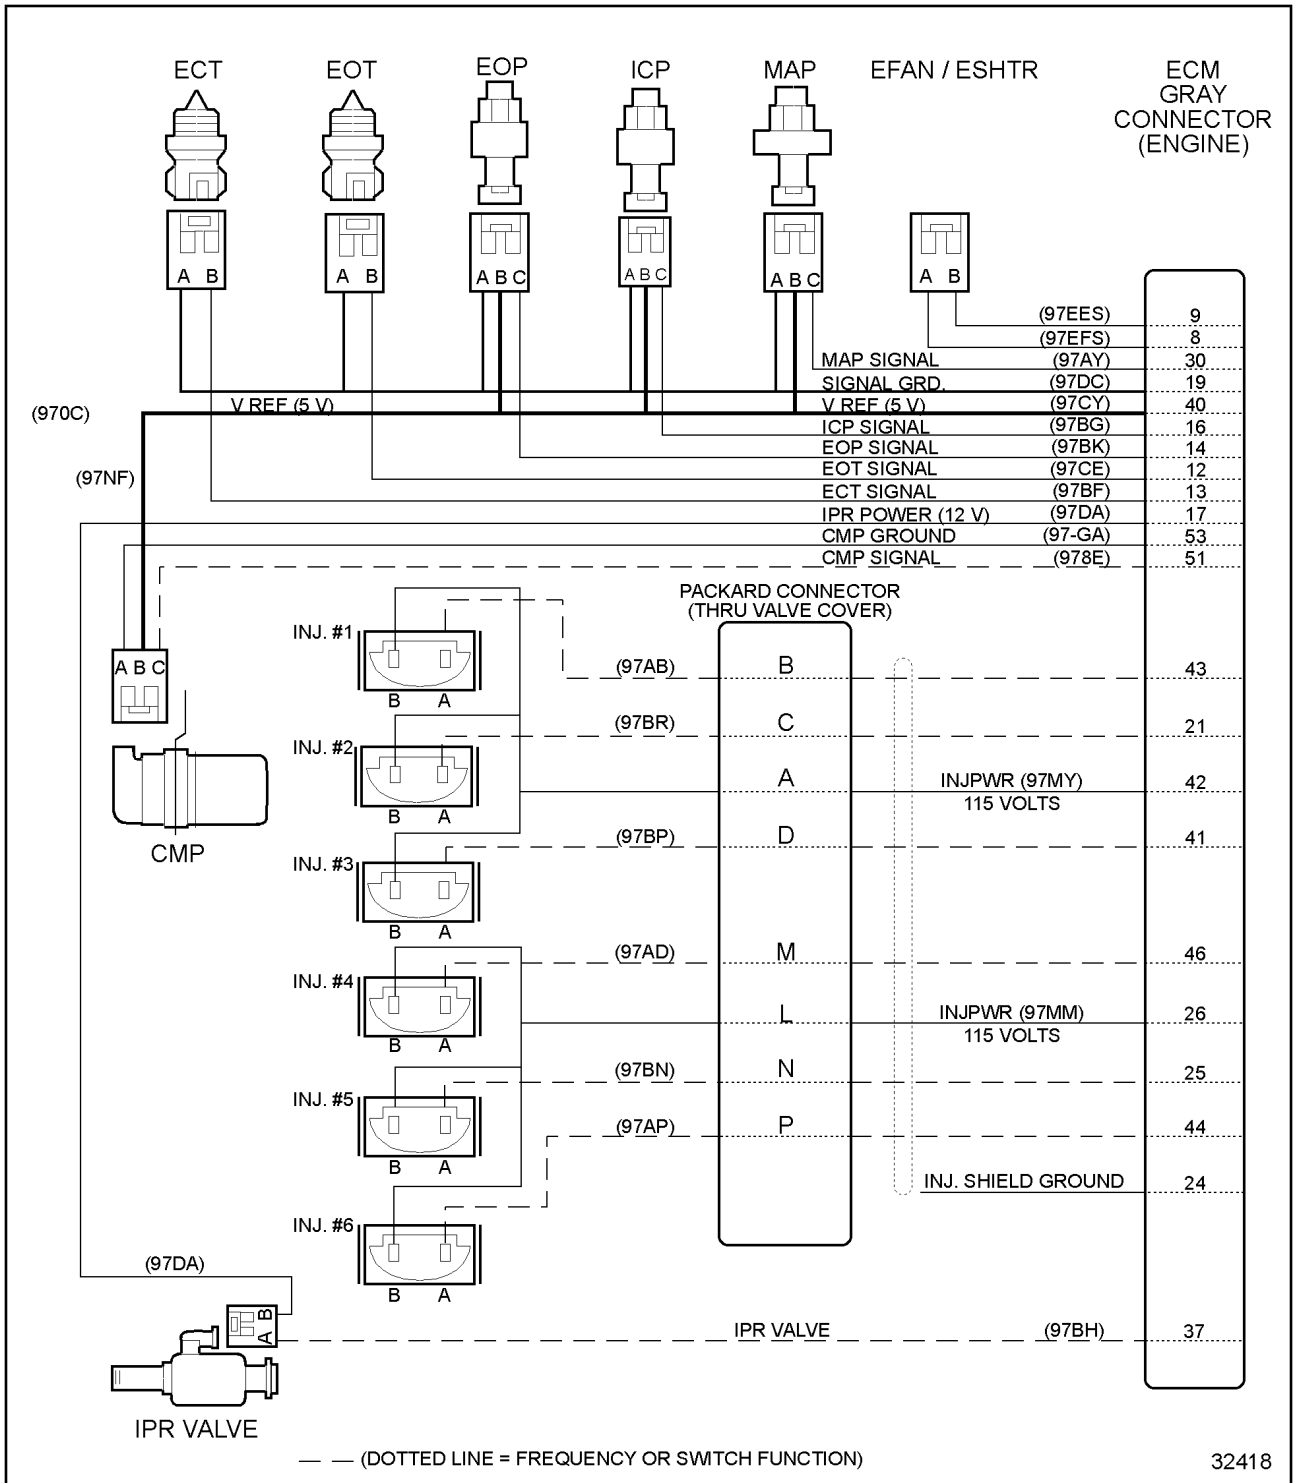 ECT EOT EOP ICP MAP EFAN / ESHTR ECM
GRAY
CONNECTOR
(ENGINE)
A B A B A B C A B C A B C A B
(97EES) 9
(97EFS) 8
MAP SIGNAL (97AY) 30
SIGNAL GRD. (97DC) 19
(970C) V REF (5 V) V REF (5 V) (97CY) 40
ICP SIGNAL (97BG) 16
EOP SIGNAL (97BK) 14
(97NF) EOT SIGNAL (97CE) 12
ECT SIGNAL (97BF) 13
IPR POWER (12 V) (97DA) 17
CMP GROUND (97-GA) 53
CMP SIGNAL (978E) 51
PACKARD CONNECTOR
(THRU VALVE COVER)
INJ. #1
A B C (97AB) B 43
B A
(97BR) C 21
INJ. #2
A INJPWR (97MY) 42
115 VOLTS
B A
(97BP) D 41
CMP
INJ. #3
B A
(97AD) M 46
INJ. #4
L INJPWR (97MM) 26
115 VOLTS
B A
(97BN) N 25
INJ. #5
(97AP) P 44
B A
INJ. SHIELD GROUND 24
INJ. #6
(97DA)
B A
A B
IPR VALVE (97BH) 37
IPR VALVE
(DOTTED LINE = FREQUENCY OR SWITCH FUNCTION)
32418